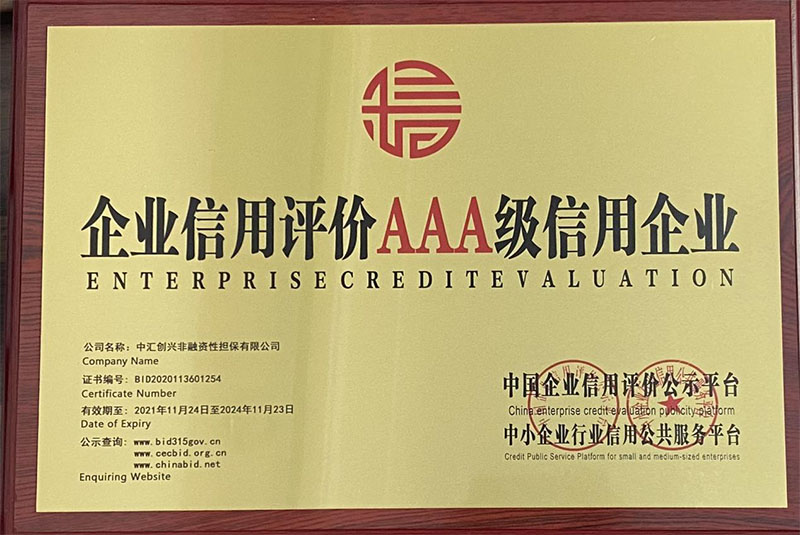 企业信用评价AAA级信用企业
ENTERPRISECREDITEVALUATION
公司名称：中汇创兴非融资性担保有限公司
Company Name
证书编号：BID2020113601254
Certificate Number
有效期至：2021年11月24日至2024年11月23日
Date of Expiry
公示查询：www.bid315gov.cn
www.cecbid.org.cn
www.chinabid.net
Enquiring Website
中国企业信用评价公示平台
China enterprise credit evaluation publicity platform
中小企业行业信用公共服务平台
Credit Public Service Platform for small and medium-sized enterprises